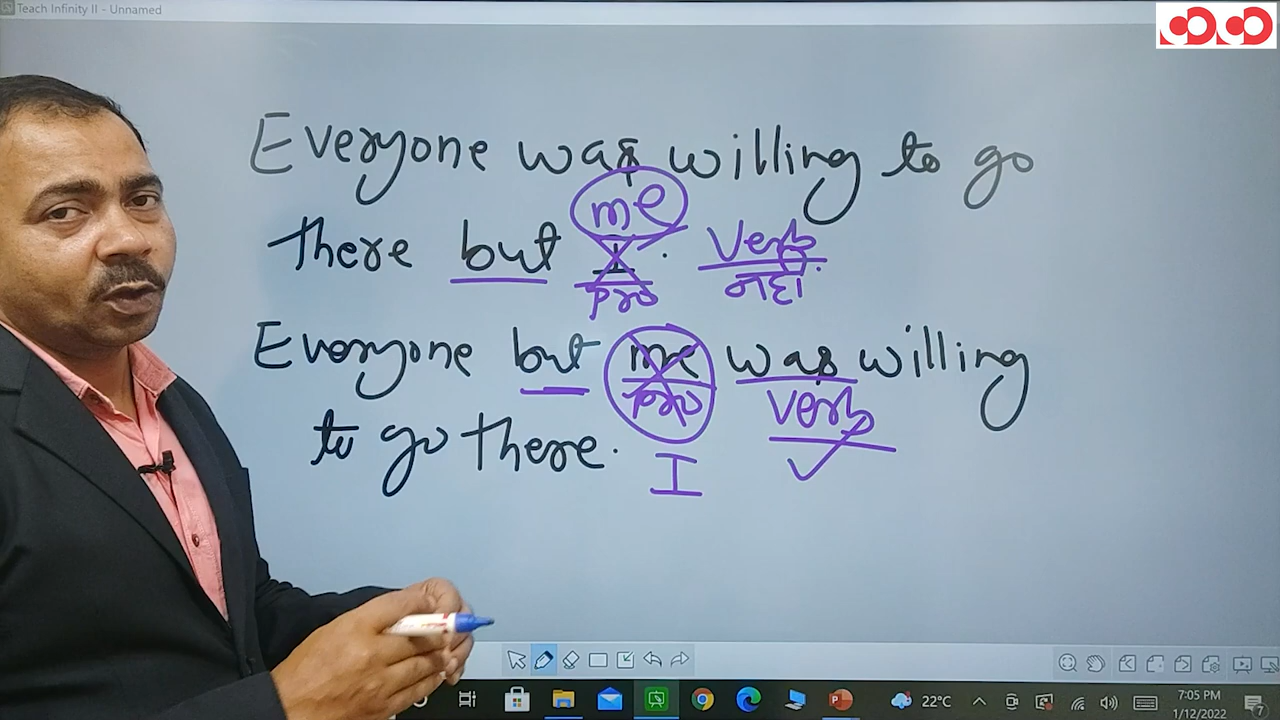 Teach Infinity II - Unnamed
Everyone was willing to go
me
there but I. Verb
pro नहीं.
Everyone but me was willing
pro verb
to go there.
I
22°C
7:05 PM
1/12/2022
7